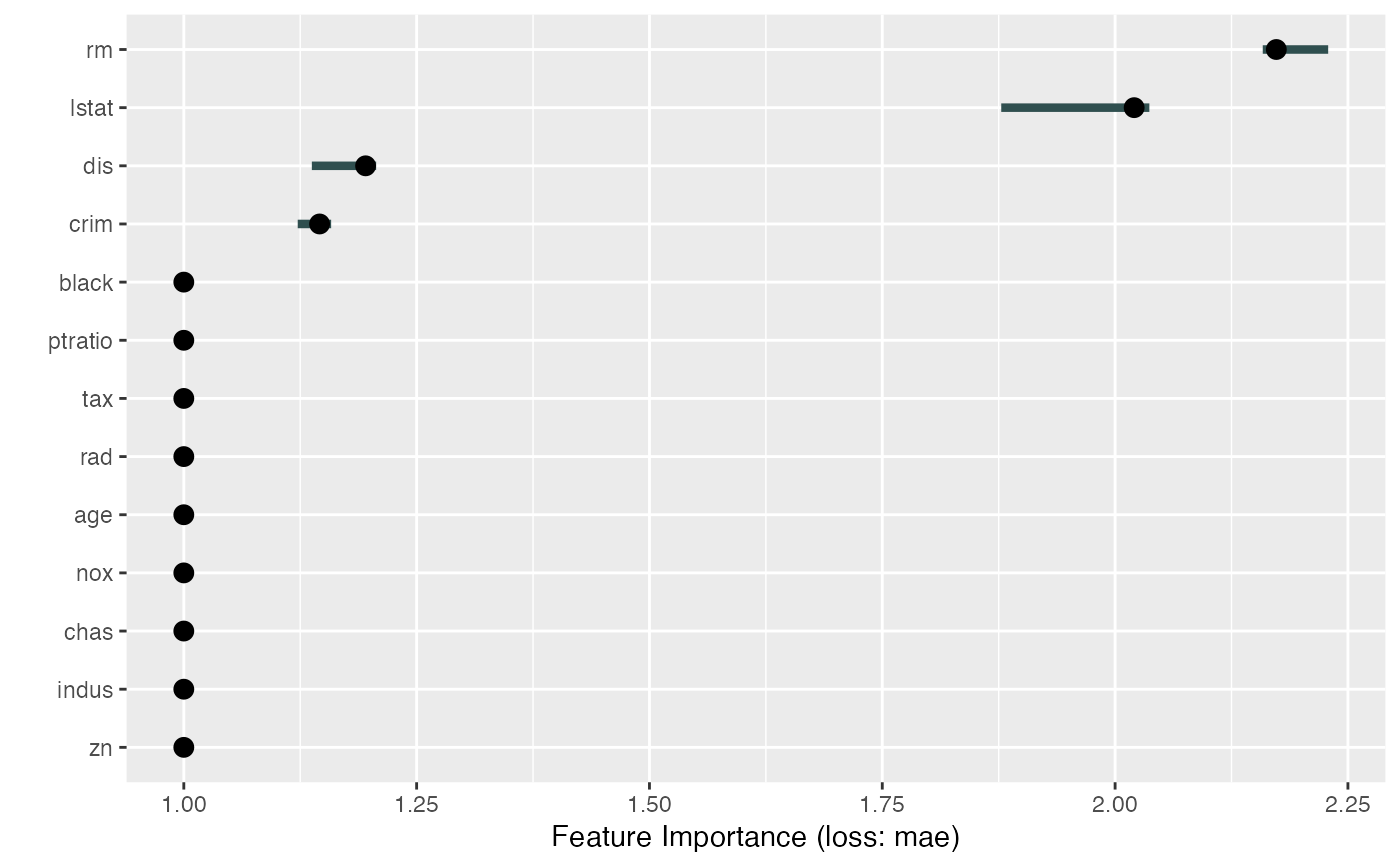 rm
lstat
dis
crim
black
ptratio
tax
rad
age
nox
chas
indus
zn
1.00 1.25 1.50 1.75 2.00 2.25
Feature Importance (loss: mae)